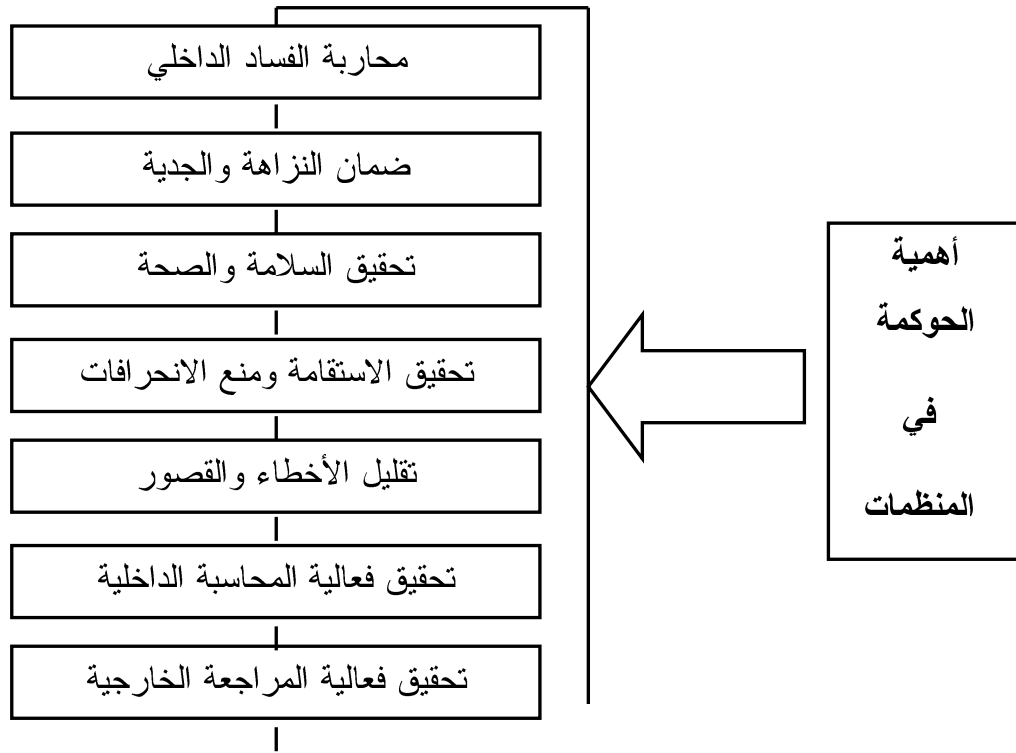 أهمية
الحوكمة
في
المنظمات
محاربة الفساد الداخلي
ضمان النزاهة والجدية
تحقيق السلامة والصحة
تحقيق الاستقامة ومنع الانحرافات
تقليل الأخطاء والقصور
تحقيق فعالية المحاسبة الداخلية
تحقيق فعالية المراجعة الخارجية